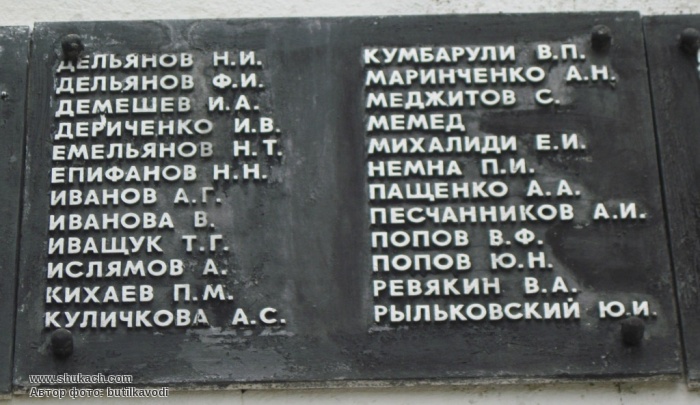 ДЕЛЬЯНОВ Н.И.
ДЕЛЬЯНОВ Ф.И.
ДЕМЕШЕВ И.А.
ДЕРИЧЕНКО И.В.
ЕМЕЛЬЯНОВ Н.Т.
ЕПИФАНОВ Н.Н.
ИВАНОВ А.Г.
ИВАНОВА В.
ИВАЩУК Т.Г.
ИСЛЯМОВ А.
КИХАЕВ П.М.
КУЛИЧКОВА А.С.
КУМБАРУЛИ В.П.
МАРИНЧЕНКО А.Н.
МЕДЖИТОВ С.
МЕМЕД
МИХАЛИДИ Е.И.
НЕМНА П.И.
ПАЩЕНКО А.А.
ПЕСЧАННИКОВ А.И.
ПОПОВ В.Ф.
ПОПОВ Ю.Н.
РЕВЯКИН В.А.
РЫЛЬКОВСКИЙ Ю.И.
www.shukach.com
Автор фото: butilkavodi